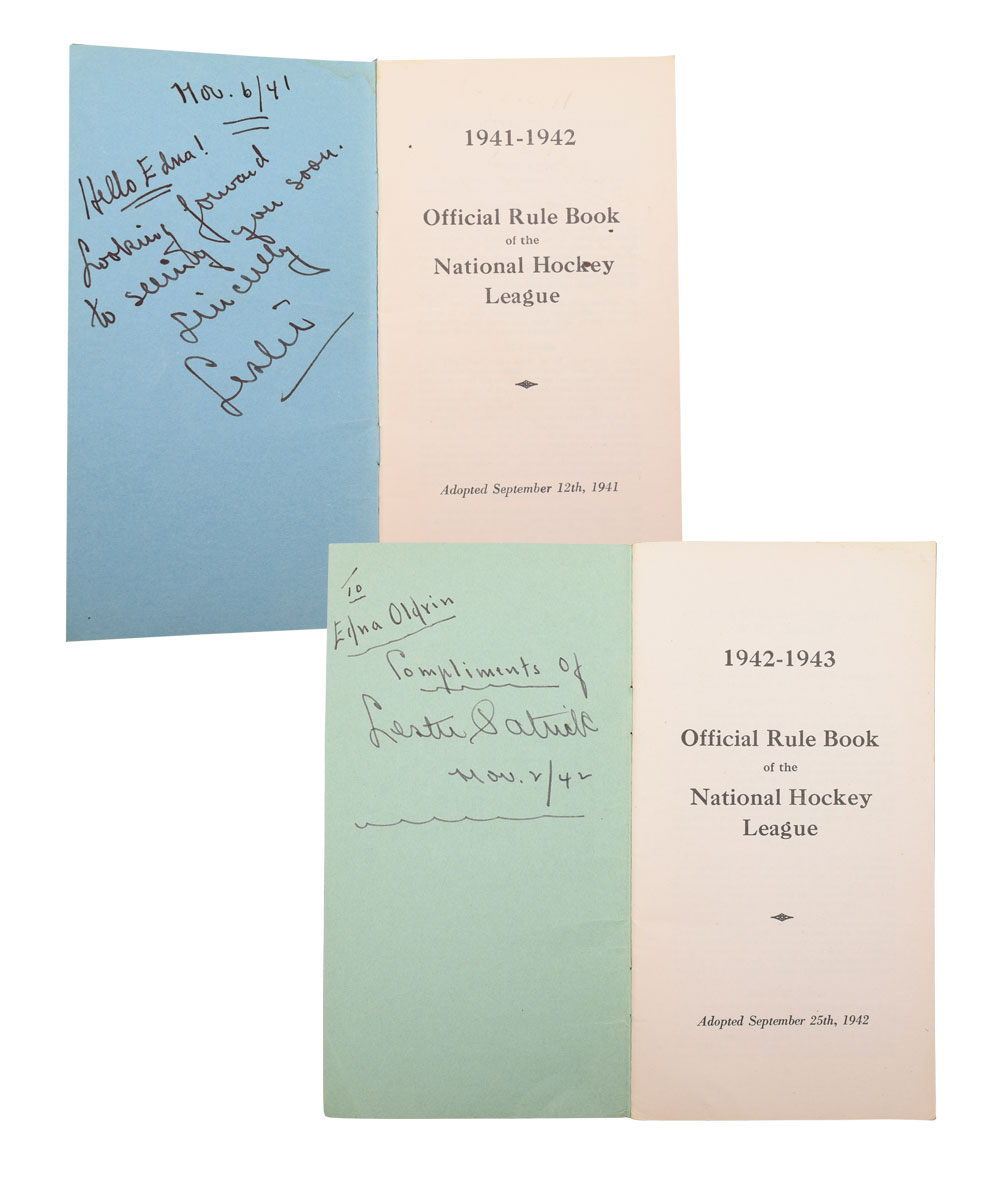 Nov. 6/41
Hello Edna!
Looking forward
to seeing you soon.
Sincerely
Leslie
1941-1942
Official Rule Book
of the
National Hockey
League
Adopted September 12th, 1941
To
Edna Oldrin
Compliments of
Lester Patrick
Nov. 2/42
1942-1943
Official Rule Book
of the
National Hockey
League
Adopted September 25th, 1942